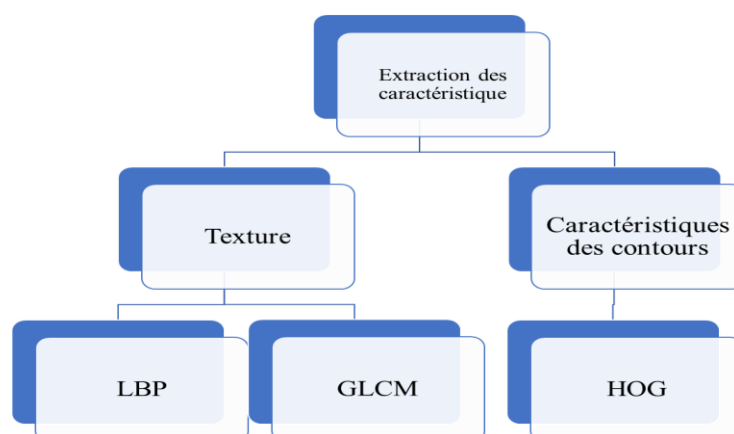 Extraction des
caractéristique
Texture
Caractéristiques
des contours
LBP
GLCM
HOG